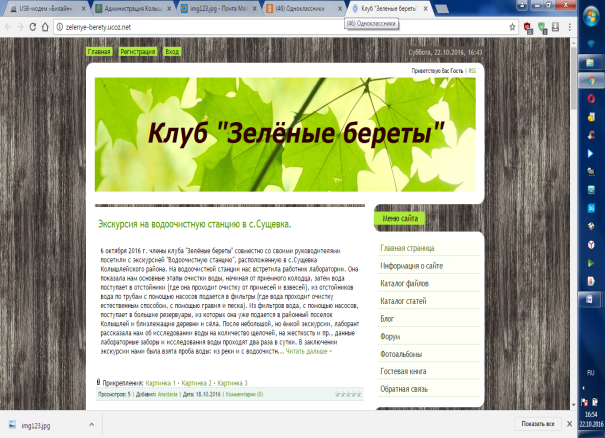 USB-модем «Билайн»
Администрация Колыш
img123.jpg - Почта Ma
(46) Одноклассники
Клуб "Зеленые береты"
(46) Одноклассники
zelenye-berety.ucoz.net
Главная Регистрация Вход
Суббота, 22.10.2016, 16:43
Приветствую Вас Гость | RSS
Клуб "Зелёные береты"
Экскурсия на водоочистную станцию в с.Сущевка.
6 октября 2016 г. члены клуба "Зелёные береты" совместно со своими руководителями
посетили с экскурсией "Водоочистную станцию", расположенную в с.Сущевка
Колышлейского района. На водоочистной станции нас встретила работник лаборатории. Она
показала нам основные этапы очистки воды, начиная от приемного колодца, затем вода
поступает в отстойники (где она проходит очистку от примесей и взвесей), из отстойников
вода по трубам с помощью насосов подается в фильтры (где вода проходит очистку
естественным способом, с помощью гравия и песка). Из фильтров вода, с помощью насосов,
поступает в большие резервуары, из которых она уже подается в районный поселок
Колышлей и близлежащие деревни и сёла. После небольшой, но ёмкой экскурсии, лаборант
рассказала нам об исследовании воды на количество щелочей, на жесткость и пр., данные
лабораторные заборы и исследования воды проходят два раза в сутки. В заключении
экскурсии нами была взята проба воды: из реки и с водоочистн... Читать дальше »
Прикрепления: Картинка 1 · Картинка 2 · Картинка 3
Просмотров: 5 | Добавил: Anastasia | Дата: 18.10.2016 | Комментарии (0)
Меню сайта
Главная страница
Информация о сайте
Каталог файлов
Каталог статей
Блог
Форум
Фотоальбомы
Гостевая книга
Обратная связь
img123.jpg
Показать все
RU
16:54
22.10.2016